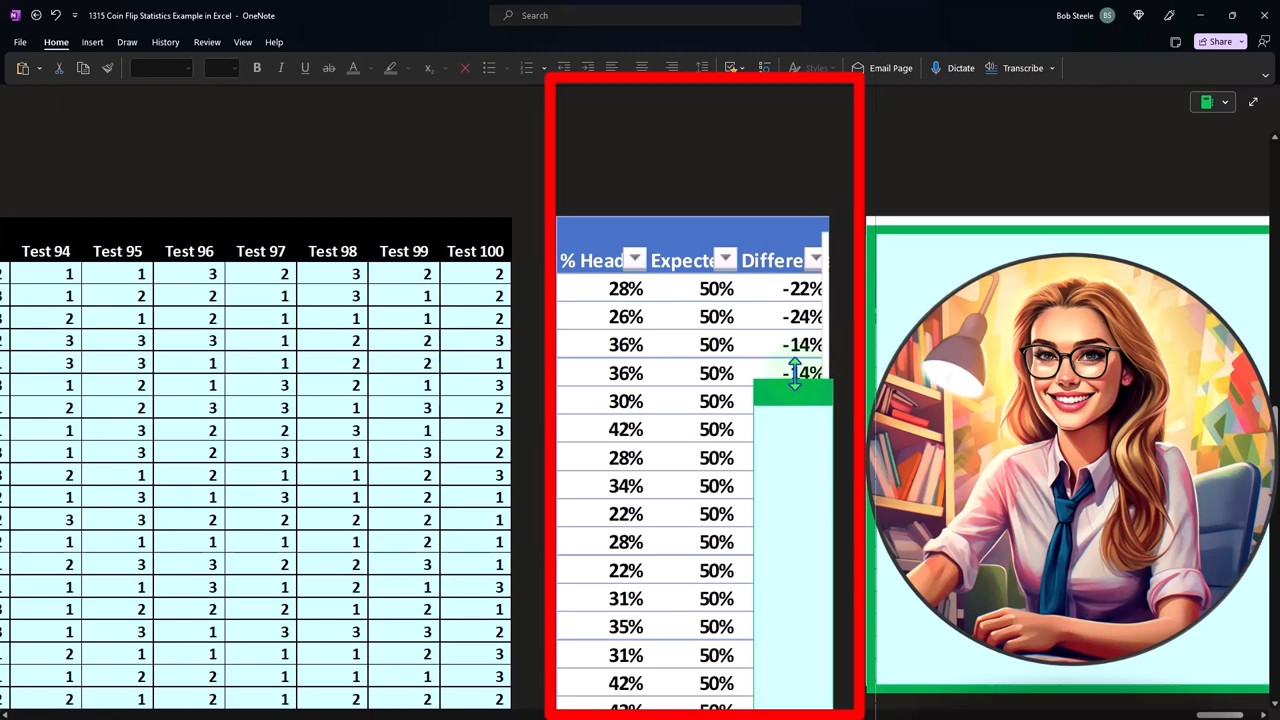 1315 Coin Flip Statistics Example in Excel - OneNote
Search
Bob Steele
BS
File Home Insert Draw History Review View Help
Share
B I U ab A
Styles
Email Page
Dictate
Transcribe
Test 94 Test 95 Test 96 Test 97 Test 98 Test 99 Test 100
1 1 3 2 3 2 2
1 2 2 1 3 1 2
2 1 2 1 1 1 2
3 3 3 1 2 2 3
3 3 1 1 2 2 1
1 2 1 3 2 1 3
2 2 3 3 1 3 2
1 3 2 2 3 1 3
1 3 2 3 1 3 2
2 1 2 1 1 2 3
1 3 1 3 1 2 1
3 3 2 2 2 2 1
1 1 1 1 1 2 1
2 3 3 2 2 3 1
1 1 3 1 2 1 3
1 2 2 2 1 2 1
1 3 1 3 3 3 2
2 1 1 1 1 2 3
1 2 2 1 1 1 3
2 1 2 1 2 2 2
% Head Expecte Differe
28% 50% -22%
26% 50% -24%
36% 50% -14%
36% 50% -14%
30% 50%
42% 50%
28% 50%
34% 50%
22% 50%
28% 50%
22% 50%
31% 50%
35% 50%
31% 50%
42% 50%